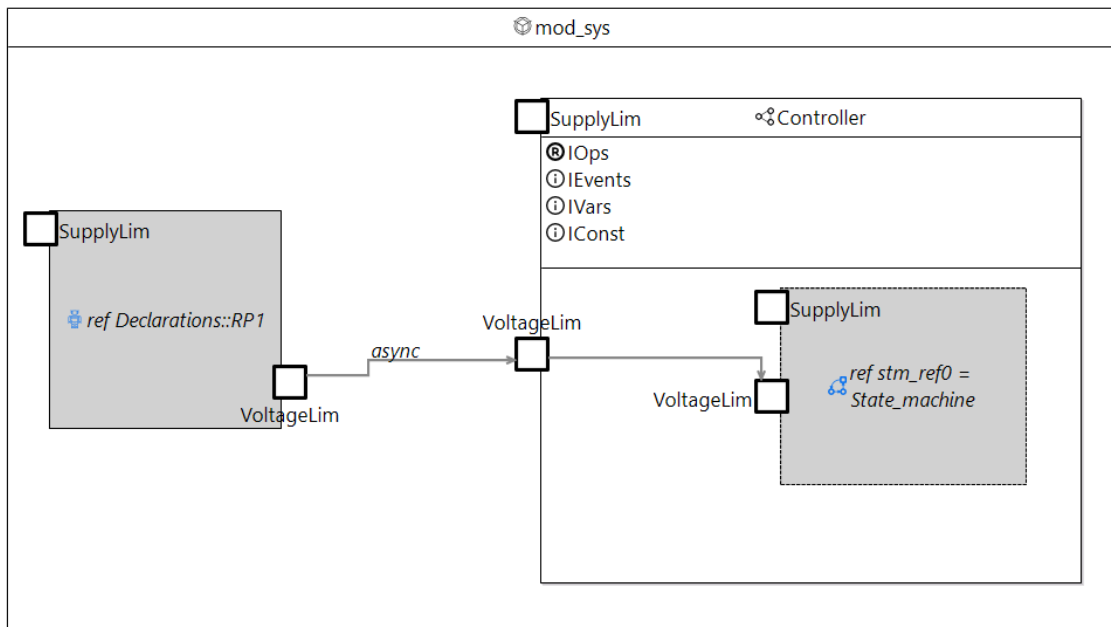 mod_sys
SupplyLim
Controller
IOps
IEvents
IVars
IConst
SupplyLim
ref Declarations::RP1
VoltageLim
async
VoltageLim
SupplyLim
ref stm_ref0 =
State_machine
VoltageLim